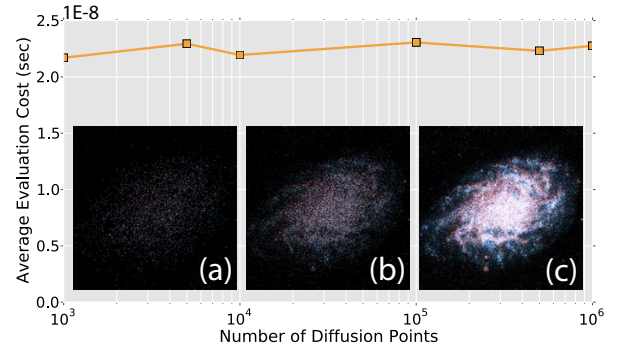 1E-8
2.5
2.0
1.5
1.0
0.5
0.0
Average Evaluation Cost (sec)
(a)
(b)
(c)
10³
10⁴
10⁵
10⁶
Number of Diffusion Points